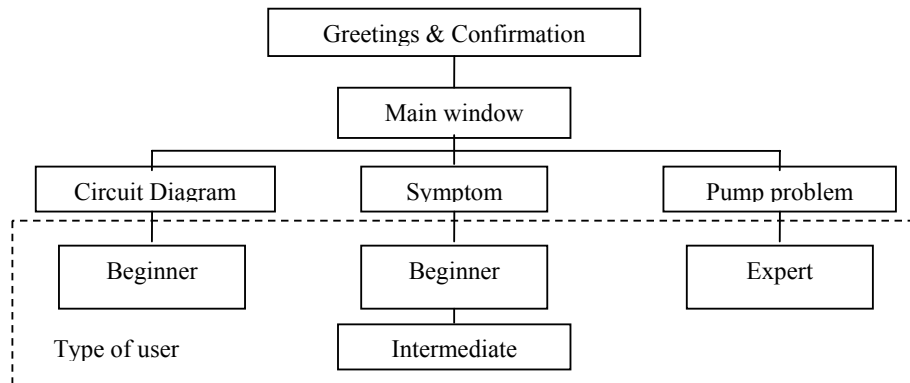 Greetings & Confirmation
Main window
Circuit Diagram
Symptom
Pump problem
Beginner
Beginner
Expert
Type of user
Intermediate